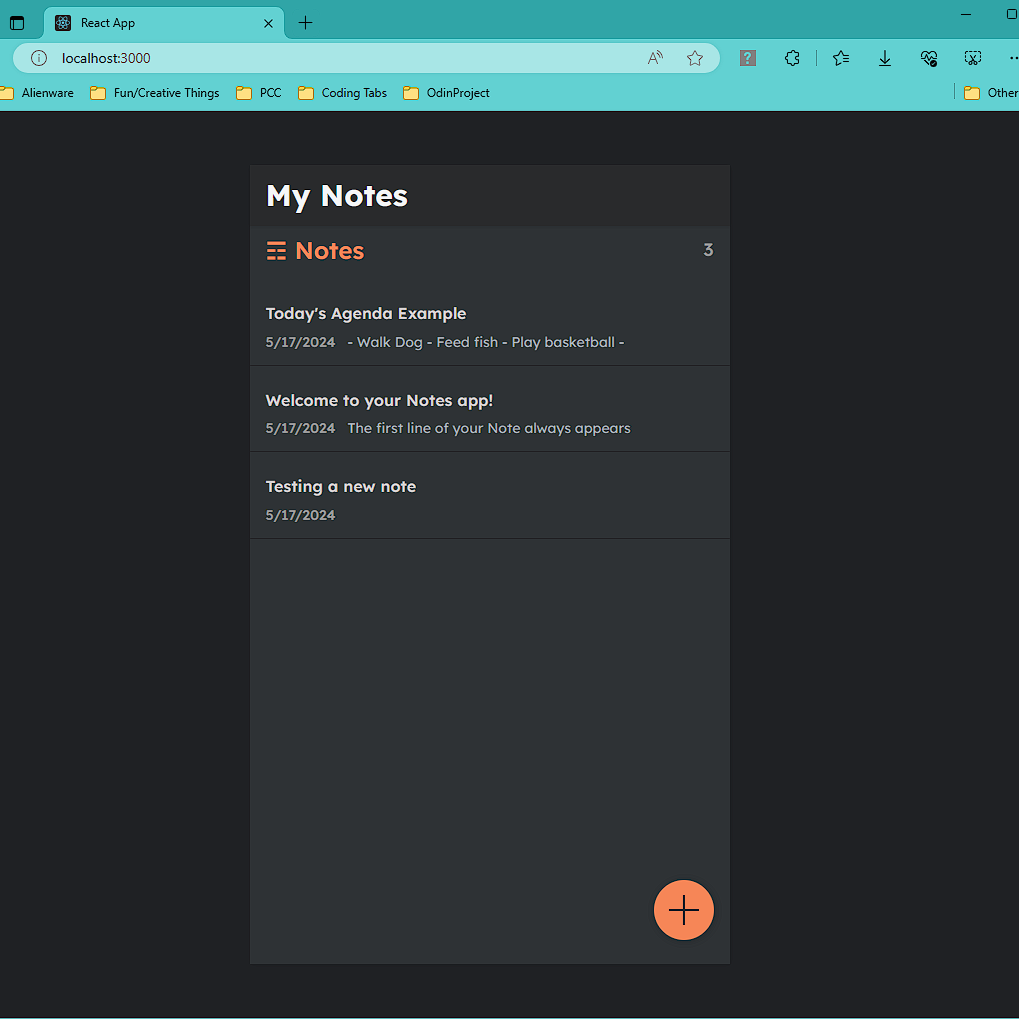 React App
localhost:3000
Alienware Fun/Creative Things PCC Coding Tabs OdinProject Other
My Notes
Notes 3
Today's Agenda Example
5/17/2024 - Walk Dog - Feed fish - Play basketball -
Welcome to your Notes app!
5/17/2024 The first line of your Note always appears
Testing a new note
5/17/2024